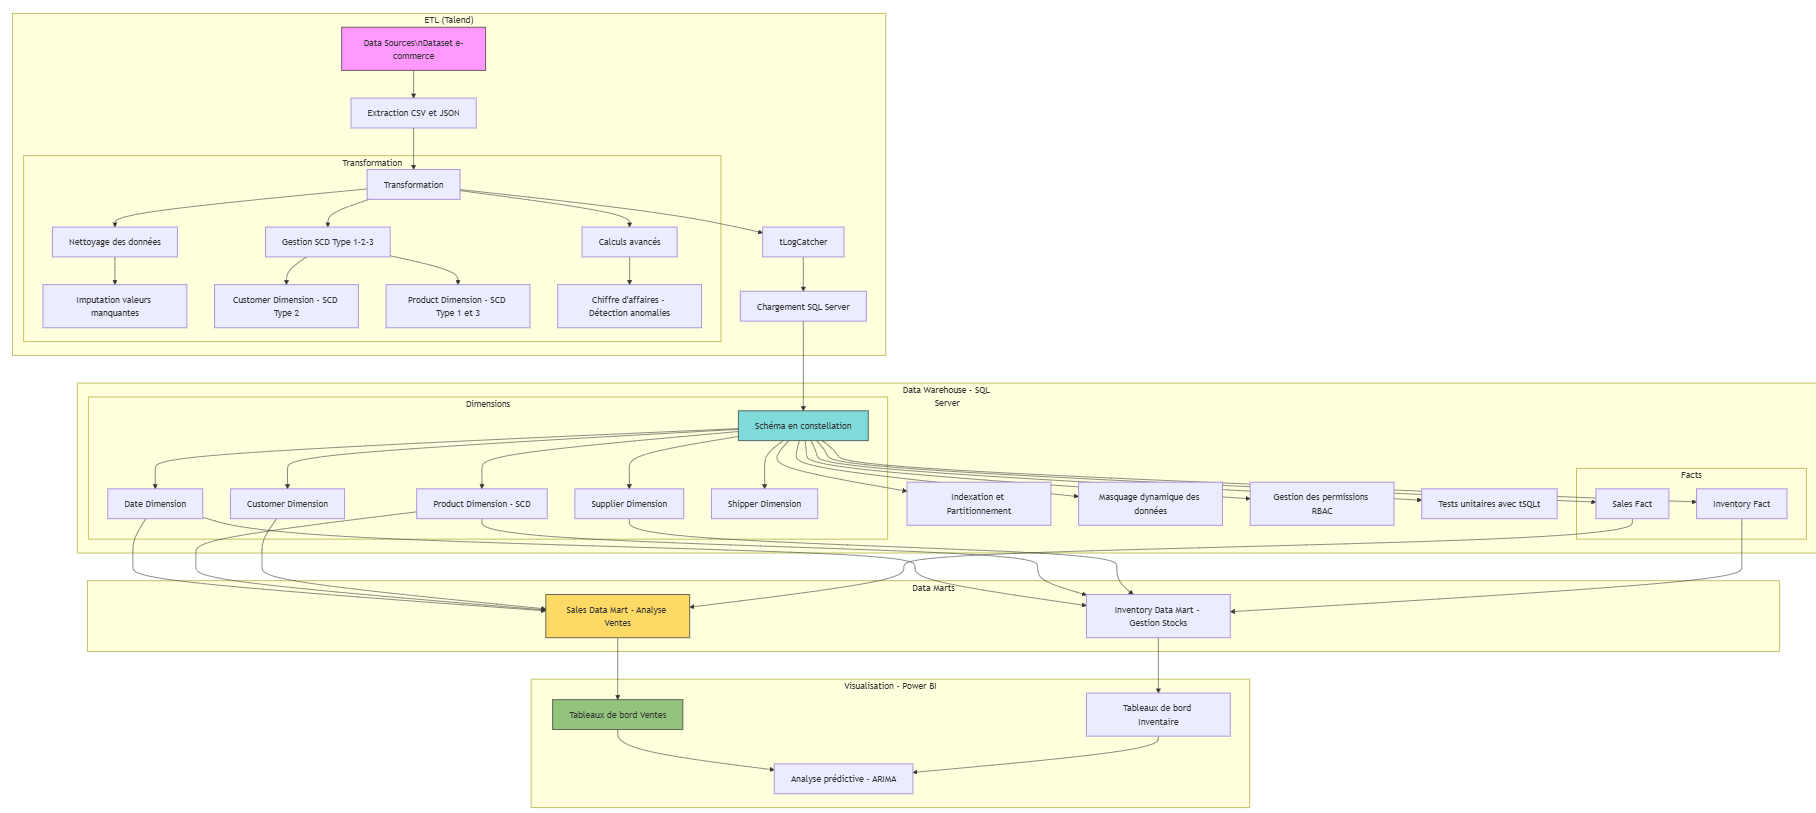 ETL (Talend)
Data Sources\nDataset e-
commerce
Extraction CSV et JSON
Transformation
Transformation
Nettoyage des données
Gestion SCD Type 1-2-3
Calculs avancés
tLogCatcher
Imputation valeurs
manquantes
Customer Dimension - SCD
Type 2
Product Dimension - SCD
Type 1 et 3
Chiffre d'affaires -
Détection anomalies
Chargement SQL Server
Data Warehouse - SQL
Server
Dimensions
Schéma en constellation
Facts
Date Dimension
Customer Dimension
Product Dimension - SCD
Supplier Dimension
Shipper Dimension
Indexation et
Partitionnement
Masquage dynamique des
données
Gestion des permissions
RBAC
Tests unitaires avec tSQLt
Sales Fact
Inventory Fact
Data Marts
Sales Data Mart - Analyse
Ventes
Inventory Data Mart -
Gestion Stocks
Visualisation - Power BI
Tableaux de bord Ventes
Tableaux de bord
Inventaire
Analyse prédictive - ARIMA